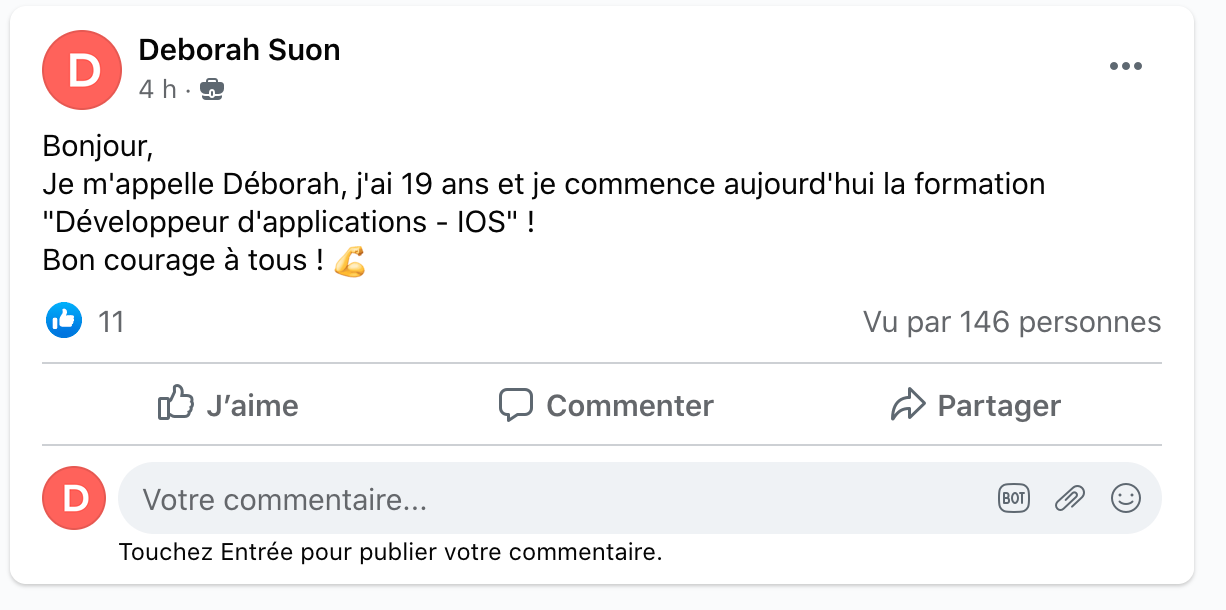 D
Deborah Suon
4 h ·
Bonjour,
Je m'appelle Déborah, j'ai 19 ans et je commence aujourd'hui la formation
"Développeur d'applications - IOS" !
Bon courage à tous ! 💪
11
Vu par 146 personnes
J’aime
Commenter
Partager
D
Votre commentaire...
BOT
Touchez Entrée pour publier votre commentaire.